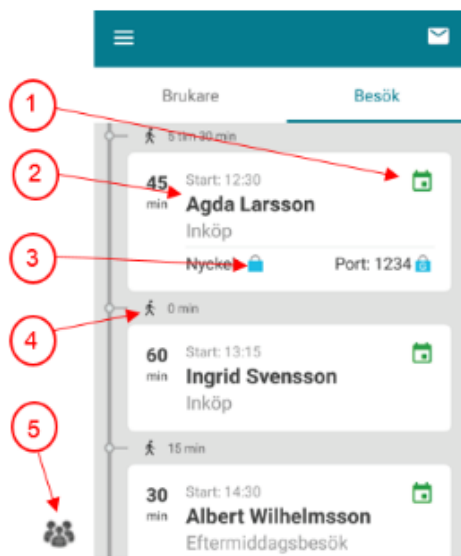 Brukare Besök
1
5 tim 30 min
2
45 min
Start: 12:30
Agda Larsson
Inköp
3
Port: 1234
4
0 min
60 min
Start: 13:15
Ingrid Svensson
Inköp
5
15 min
30 min
Start: 14:30
Albert Wilhelmsson
Eftermiddagsbesök